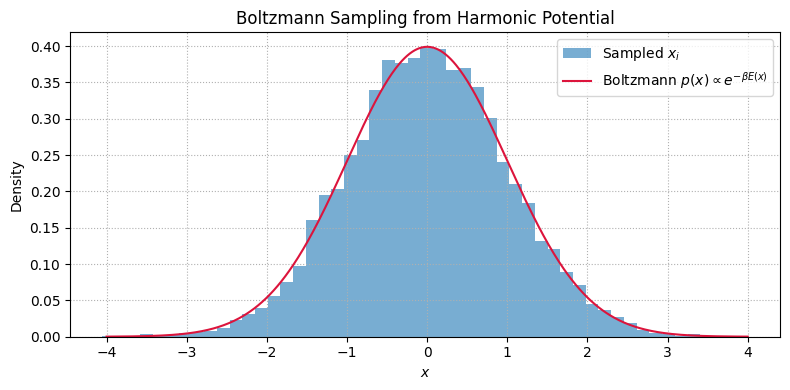 Boltzmann Sampling from Harmonic Potential
Sampled $x_i$
Boltzmann $p(x) \propto e^{-\beta E(x)}$
Density
0.40
0.35
0.30
0.25
0.20
0.15
0.10
0.05
0.00
−4 −3 −2 −1 0 1 2 3 4
x